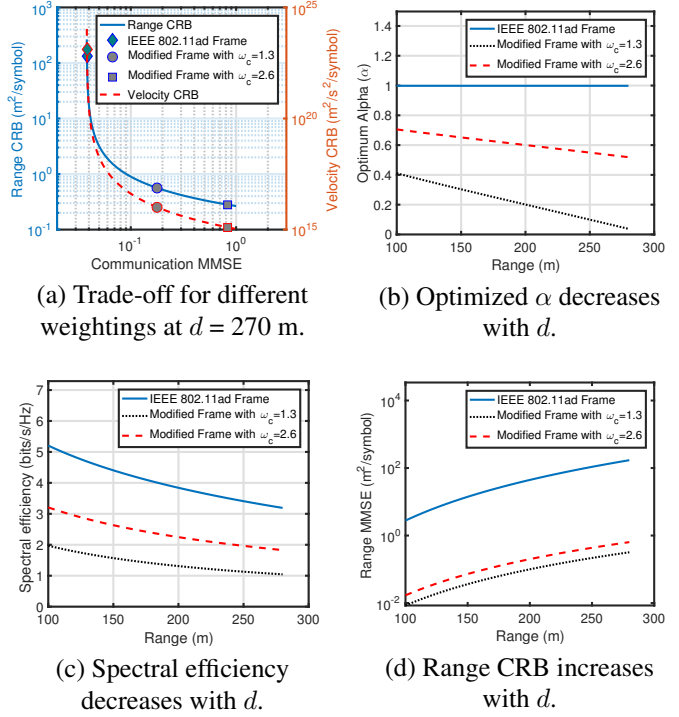 10^3
10^2
10^1
10^0
10^-1
Range CRB (m^2/symbol)
10^25
10^20
10^15
Velocity CRB (m^2/s^2/symbol)
Range CRB
IEEE 802.11ad Frame
Modified Frame with ω_c=1.3
Modified Frame with ω_c=2.6
Velocity CRB
10^-1
10^0
Communication MMSE
(a) Trade-off for different
weightings at d = 270 m.
1.4
1.2
1
0.8
0.6
0.4
0.2
0
Optimum Alpha (α)
IEEE 802.11ad Frame
Modified Frame with ω_c=1.3
Modified Frame with ω_c=2.6
100 150 200 250 300
Range (m)
(b) Optimized α decreases
with d.
7
6
5
4
3
2
1
0
Spectral efficiency (bits/s/Hz)
IEEE 802.11ad Frame
Modified Frame with ω_c=1.3
Modified Frame with ω_c=2.6
100 150 200 250 300
Range (m)
(c) Spectral efficiency
decreases with d.
10^4
10^2
10^0
10^-2
Range MMSE (m^2/symbol)
IEEE 802.11ad Frame
Modified Frame with ω_c=1.3
Modified Frame with ω_c=2.6
100 150 200 250 300
Range (m)
(d) Range CRB increases
with d.